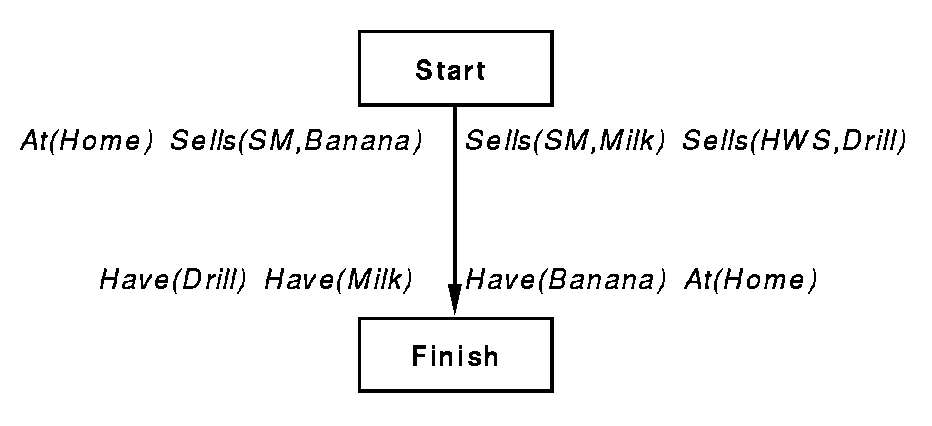 Start
At(Home) Sells(SM,Banana) Sells(SM,Milk) Sells(HWS,Drill)
Have(Drill) Have(Milk) Have(Banana) At(Home)
Finish